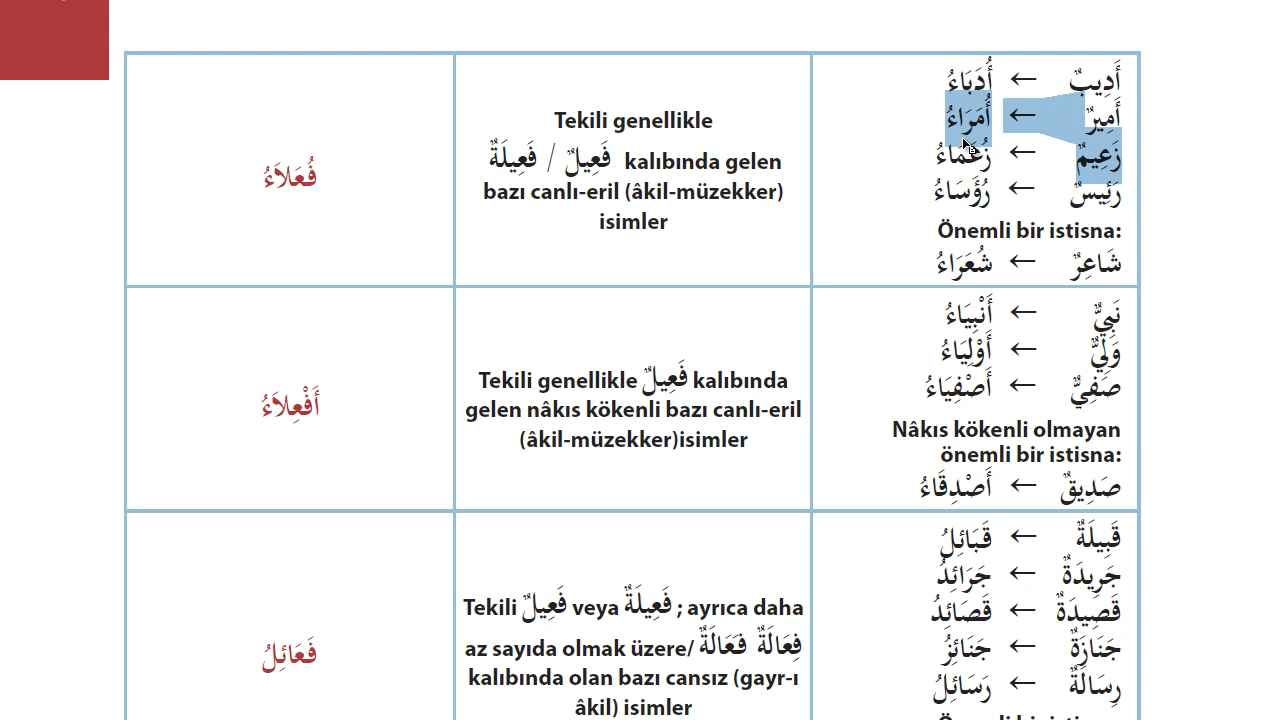 فُعَلاَءُ
Tekili genellikle
فَعِيلٌ / فَعِيلَةٌ kalıbında gelen
bazı canlı-eril (âkil-müzekker)
isimler
أَدِيبٌ ← أُدَبَاءُ
أَمِيرٌ ← أُمَرَاءُ
زَعِيمٌ ← زُعَمَاءُ
رَئِيسٌ ← رُؤَسَاءُ
Önemli bir istisna:
شَاعِرٌ ← شُعَرَاءُ
أَفْعِلاَءُ
Tekili genellikle فَعِيلٌ kalıbında
gelen nâkıs kökenli bazı canlı-eril
(âkil-müzekker)isimler
نَبِيٌّ ← أَنْبِيَاءُ
وَلِيٌّ ← أَوْلِيَاءُ
صَفِيٌّ ← أَصْفِيَاءُ
Nâkıs kökenli olmayan
önemli bir istisna:
صَدِيقٌ ← أَصْدِقَاءُ
فَعَائِلُ
Tekili فَعِيلٌ veya فَعِيلَةٌ ; ayrıca daha
az sayıda olmak üzere/ فِعَالَةٌ فَعَالَةٌ
kalıbında olan bazı cansız (gayr-ı
âkil) isimler
قَبِيلَةٌ ← قَبَائِلُ
جَرِيدَةٌ ← جَرَائِدُ
قَصِيدَةٌ ← قَصَائِدُ
جَنَازَةٌ ← جَنَائِزُ
رِسَالَةٌ ← رَسَائِلُ